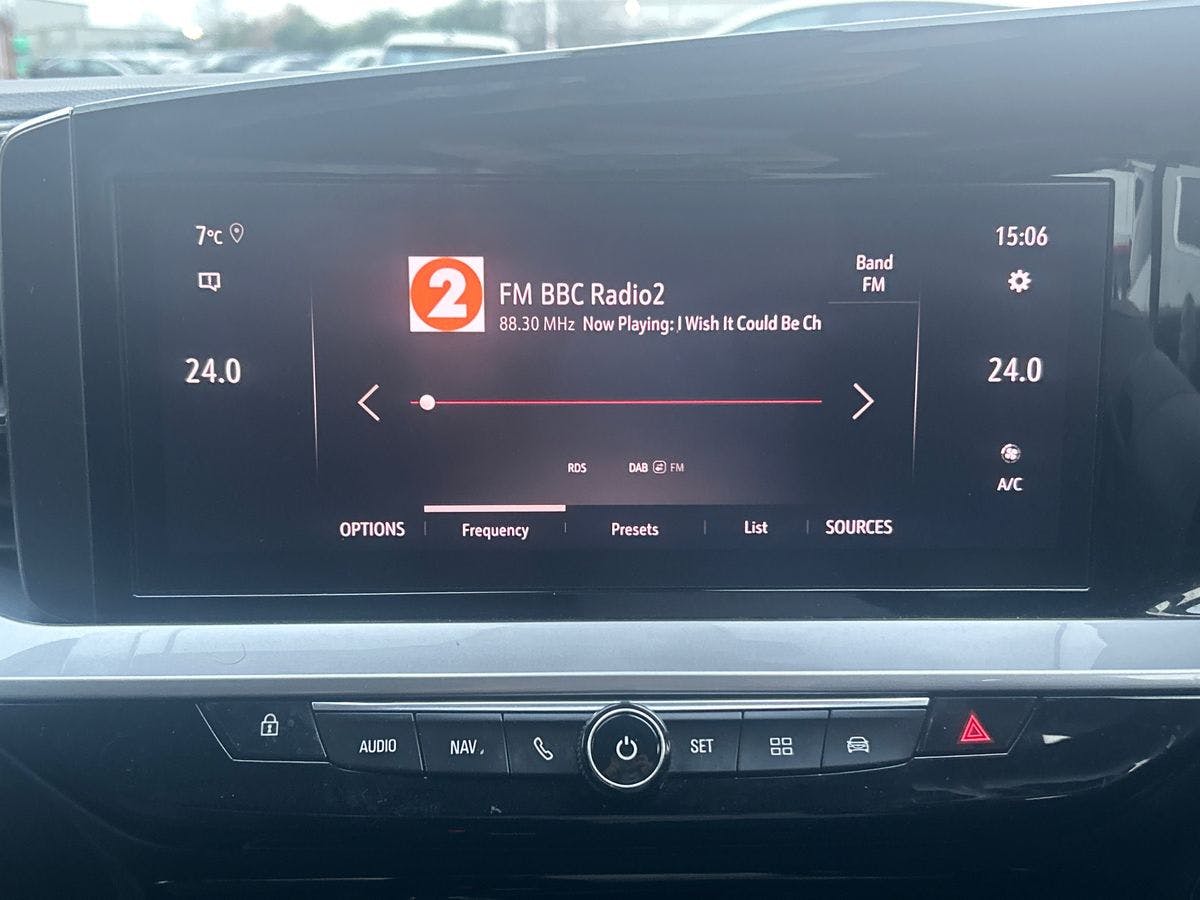 7°C
15:06
2
FM BBC Radio2
Band
FM
88.30 MHz Now Playing: I Wish It Could Be Ch
24.0
24.0
RDS
DAB FM
A/C
OPTIONS
Frequency
Presets
List
SOURCES
AUDIO
NAV
SET